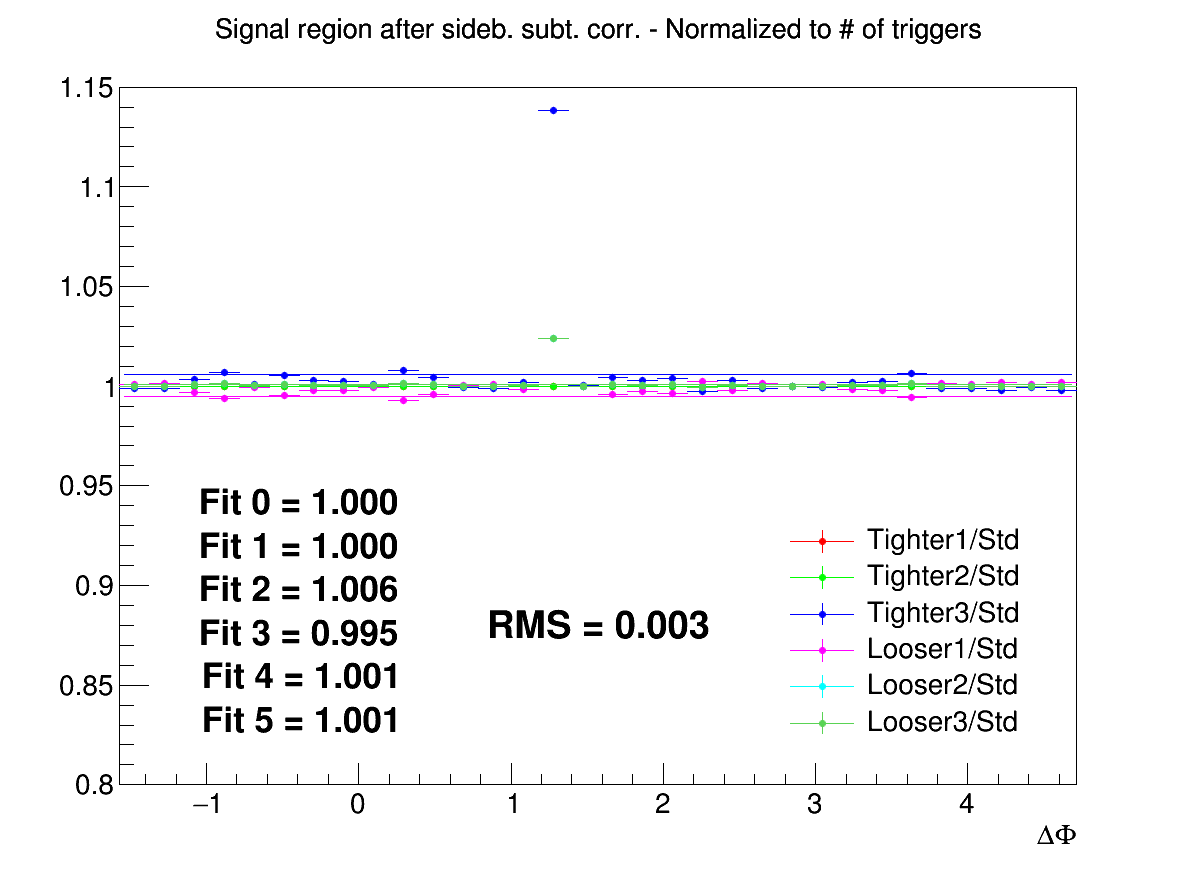 Signal region after sideb. subt. corr. - Normalized to # of triggers
1.15
1.1
1.05
1
0.95
0.9
0.85
0.8
Fit 0 = 1.000
Fit 1 = 1.000
Fit 2 = 1.006
Fit 3 = 0.995
Fit 4 = 1.001
Fit 5 = 1.001
RMS = 0.003
Tighter1/Std
Tighter2/Std
Tighter3/Std
Looser1/Std
Looser2/Std
Looser3/Std
−1 0 1 2 3 4
ΔΦ